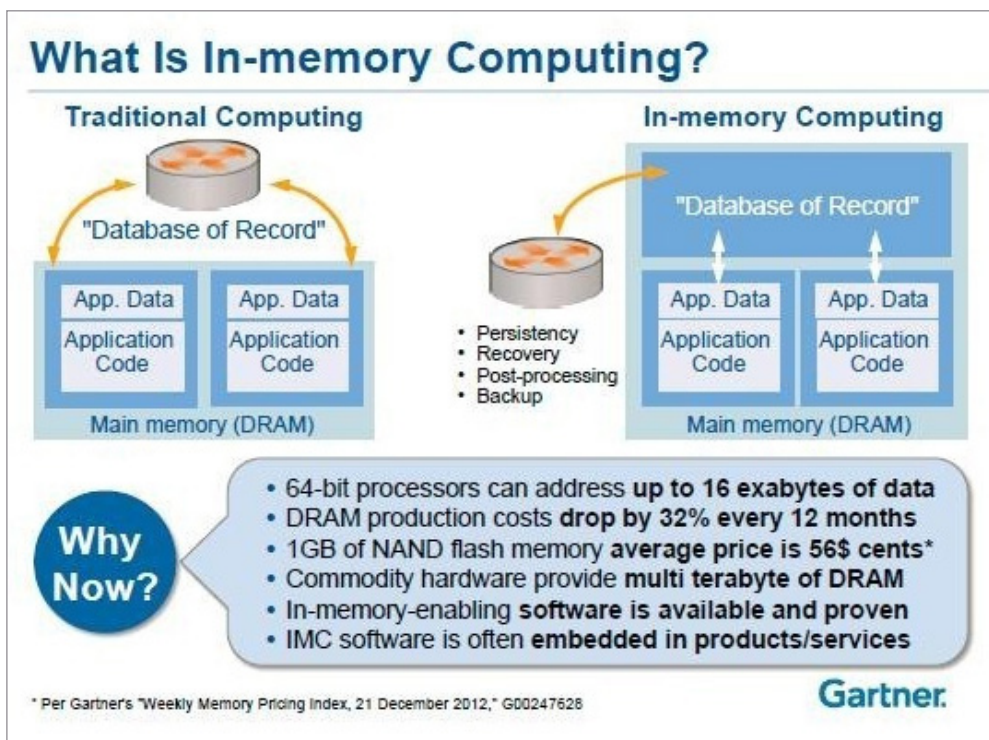 What Is In-memory Computing?
Traditional Computing
"Database of Record"
App. Data
Application
Code
App. Data
Application
Code
Main memory (DRAM)
In-memory Computing
"Database of Record"
• Persistency
• Recovery
• Post-processing
• Backup
App. Data
Application
Code
App. Data
Application
Code
Main memory (DRAM)
Why
Now?
• 64-bit processors can address up to 16 exabytes of data
• DRAM production costs drop by 32% every 12 months
• 1GB of NAND flash memory average price is 56$ cents*
• Commodity hardware provide multi terabyte of DRAM
• In-memory-enabling software is available and proven
• IMC software is often embedded in products/services
* Per Gartner's "Weekly Memory Pricing Index, 21 December 2012," G00247628
Gartner.